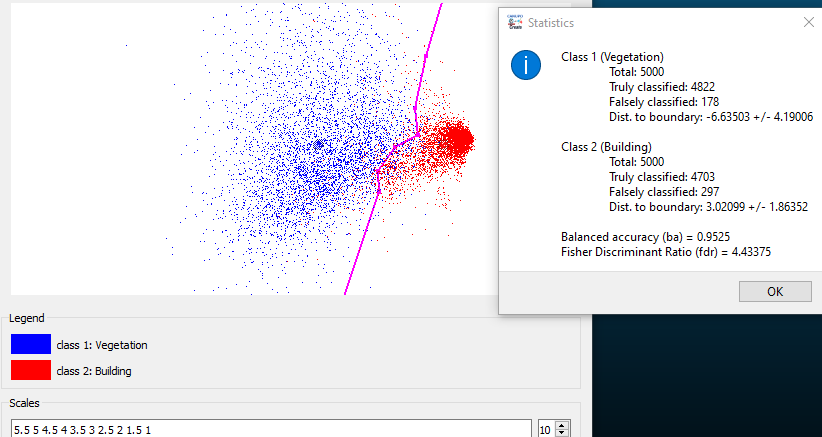 Statistics
Class 1 (Vegetation)
Total: 5000
Truly classified: 4822
Falsely classified: 178
Dist. to boundary: -6.63503 +/- 4.19006
Class 2 (Building)
Total: 5000
Truly classified: 4703
Falsely classified: 297
Dist. to boundary: 3.02099 +/- 1.86352
Balanced accuracy (ba) = 0.9525
Fisher Discriminant Ratio (fdr) = 4.43375
OK
Legend
class 1: Vegetation
class 2: Building
Scales
5.5 5 4.5 4 3.5 3 2.5 2 1.5 1
10